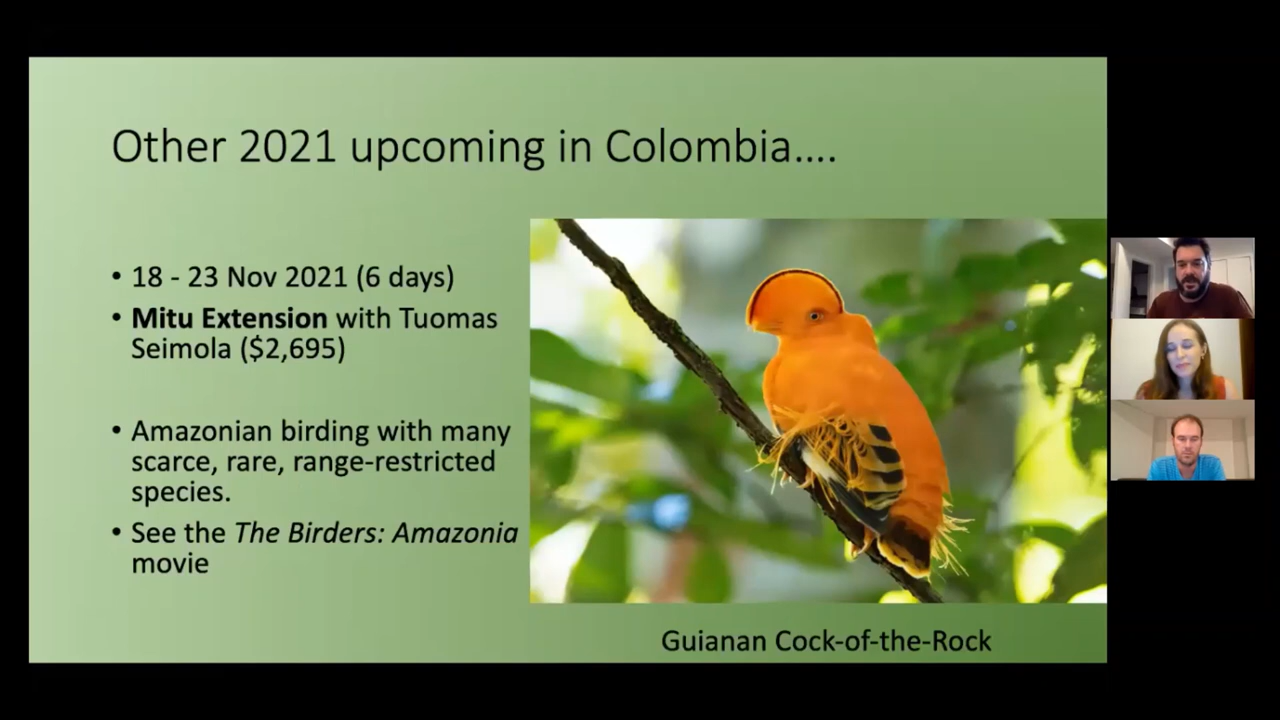 Other 2021 upcoming in Colombia....
• 18 - 23 Nov 2021 (6 days)
• Mitu Extension with Tuomas
Seimola ($2,695)
• Amazonian birding with many
scarce, rare, range-restricted
species.
• See the The Birders: Amazonia
movie
Guianan Cock-of-the-Rock